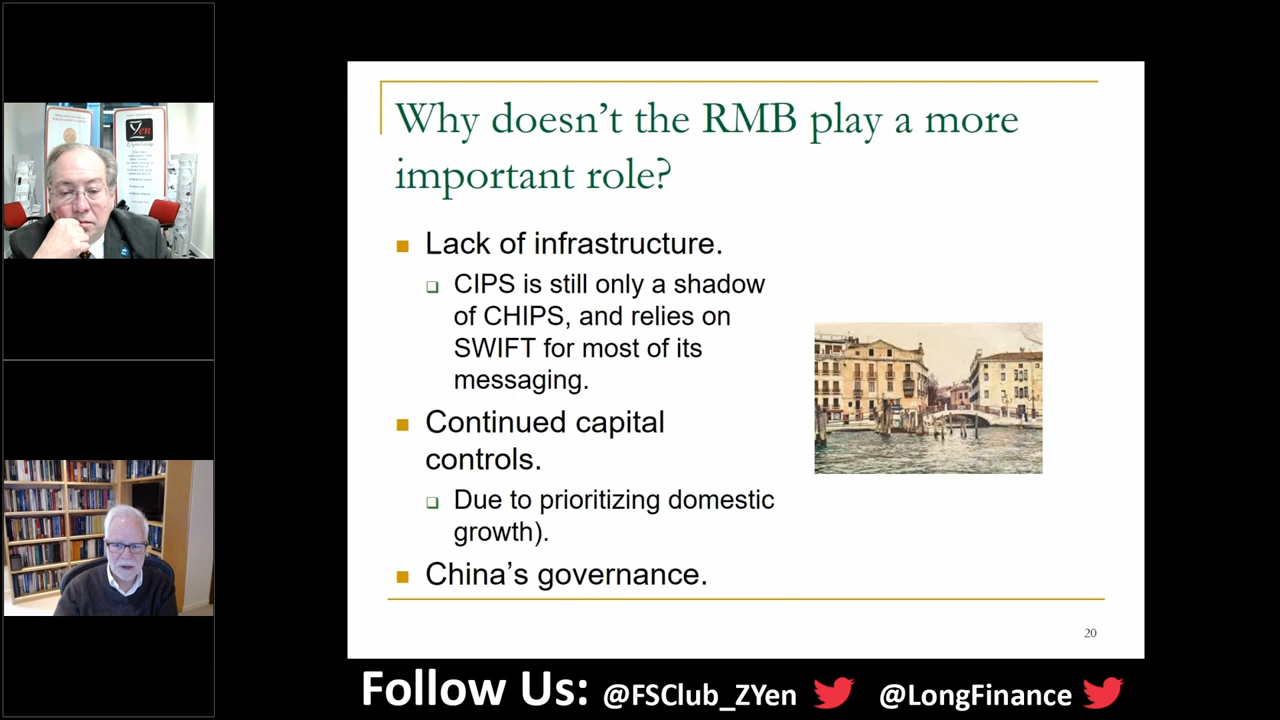 Yen
Why doesn't the RMB play a more
important role?
Lack of infrastructure.
CIPS is still only a shadow
of CHIPS, and relies on
SWIFT for most of its
messaging.
Continued capital
controls.
Due to prioritizing domestic
growth).
China's governance.
20
Follow Us: @FSClub_ZYen @LongFinance